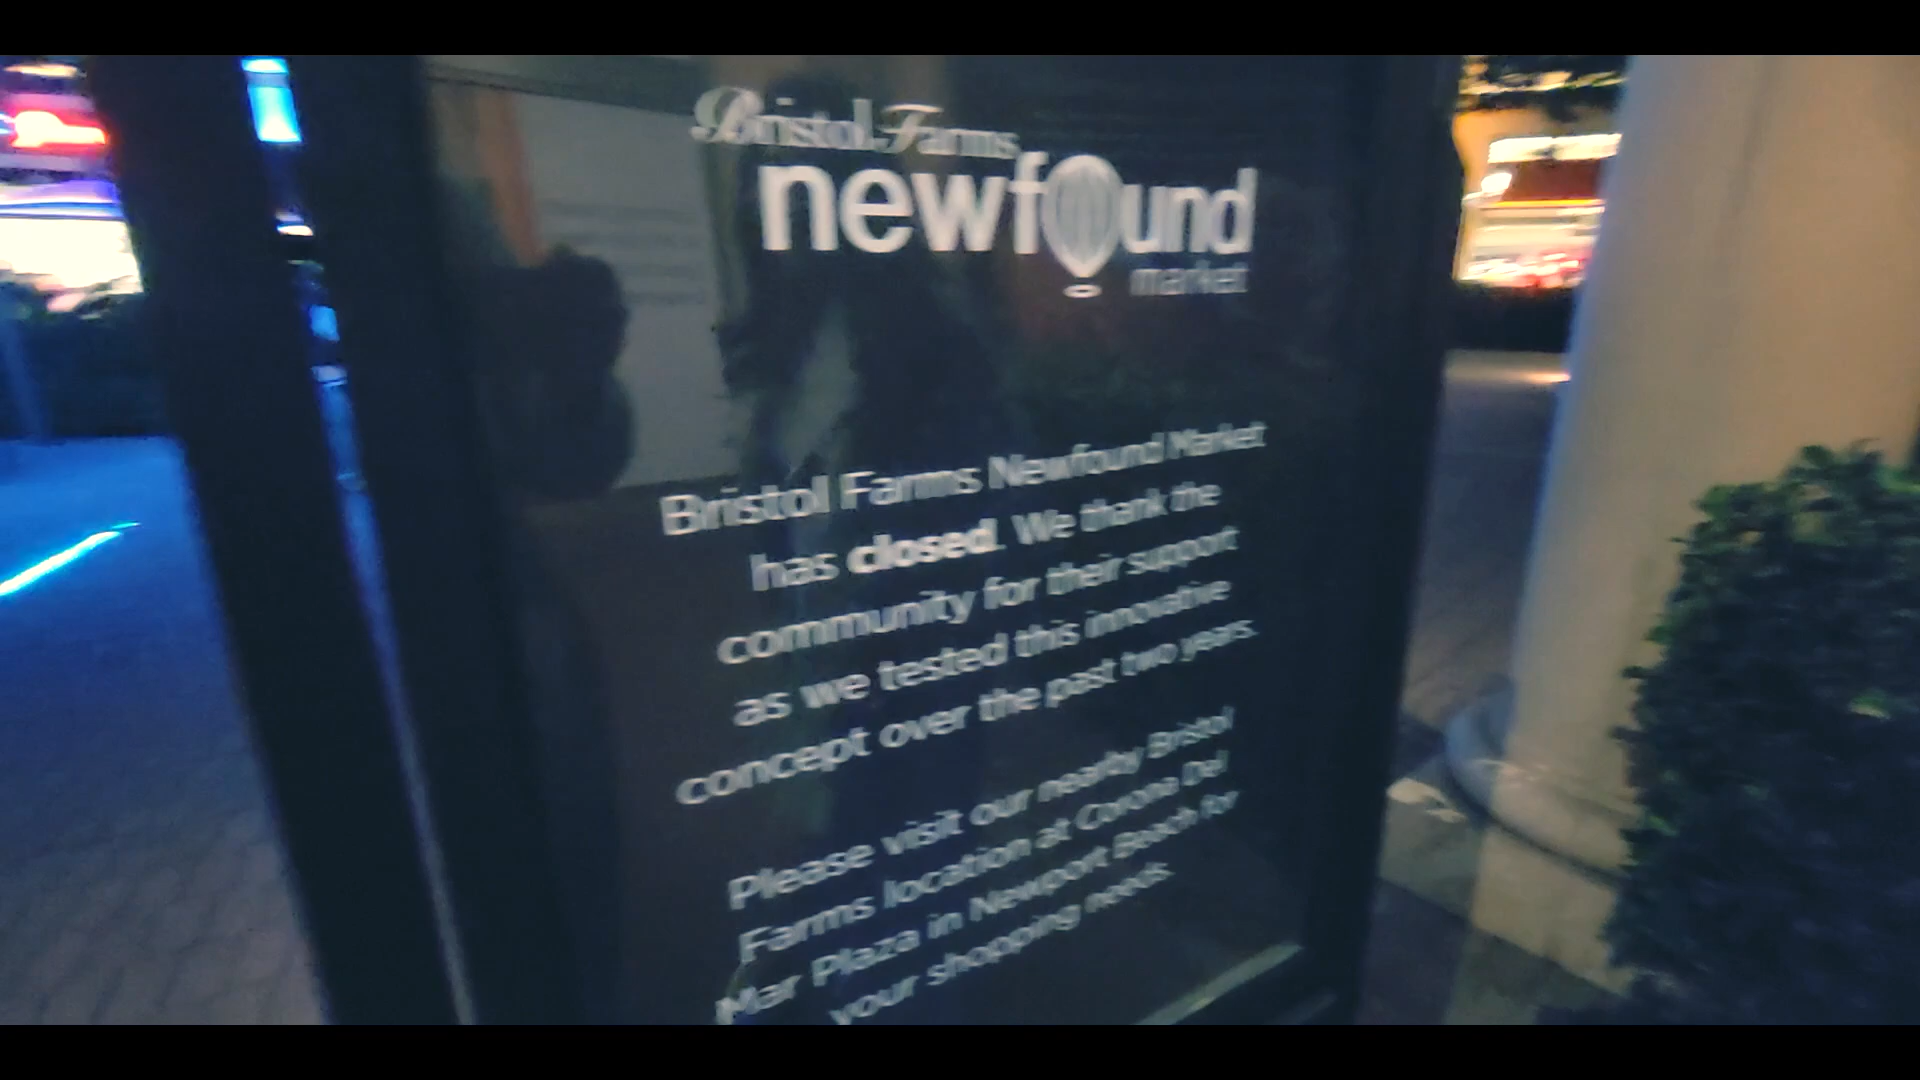 Bristol Farms
newfound
market
Bristol Farms Newfound Market
has closed. We thank the
community for their support
as we tested this innovative
concept over the past two years.
Please visit our nearby Bristol
Farms location at Corona Del
Mar Plaza in Newport Beach for
your shopping needs.